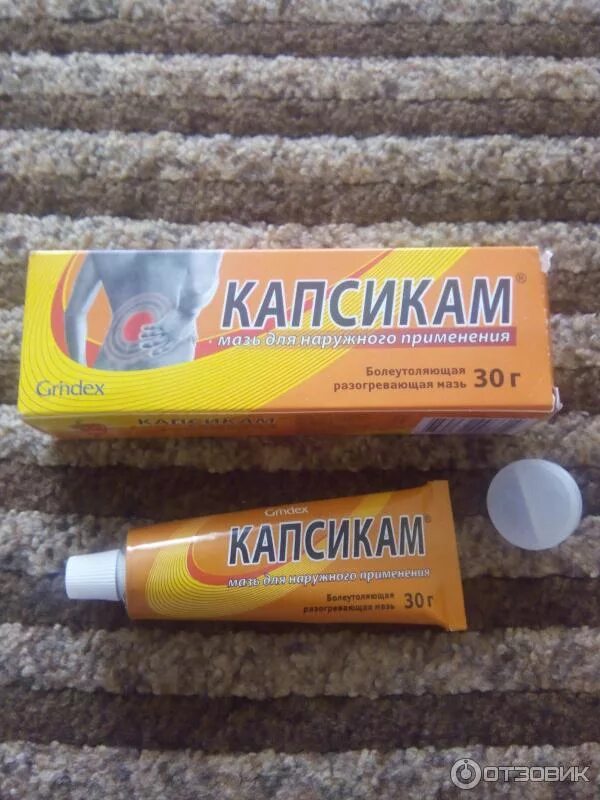 КАПСИКАМ®
мазь для наружного применения
Болеутоляющая
разогревающая мазь 30 г
Grindex
КАПСИКАМ
Grindex
КАПСИКАМ®
мазь для наружного применения
Болеутоляющая
разогревающая мазь 30 г
ОТЗОВИК